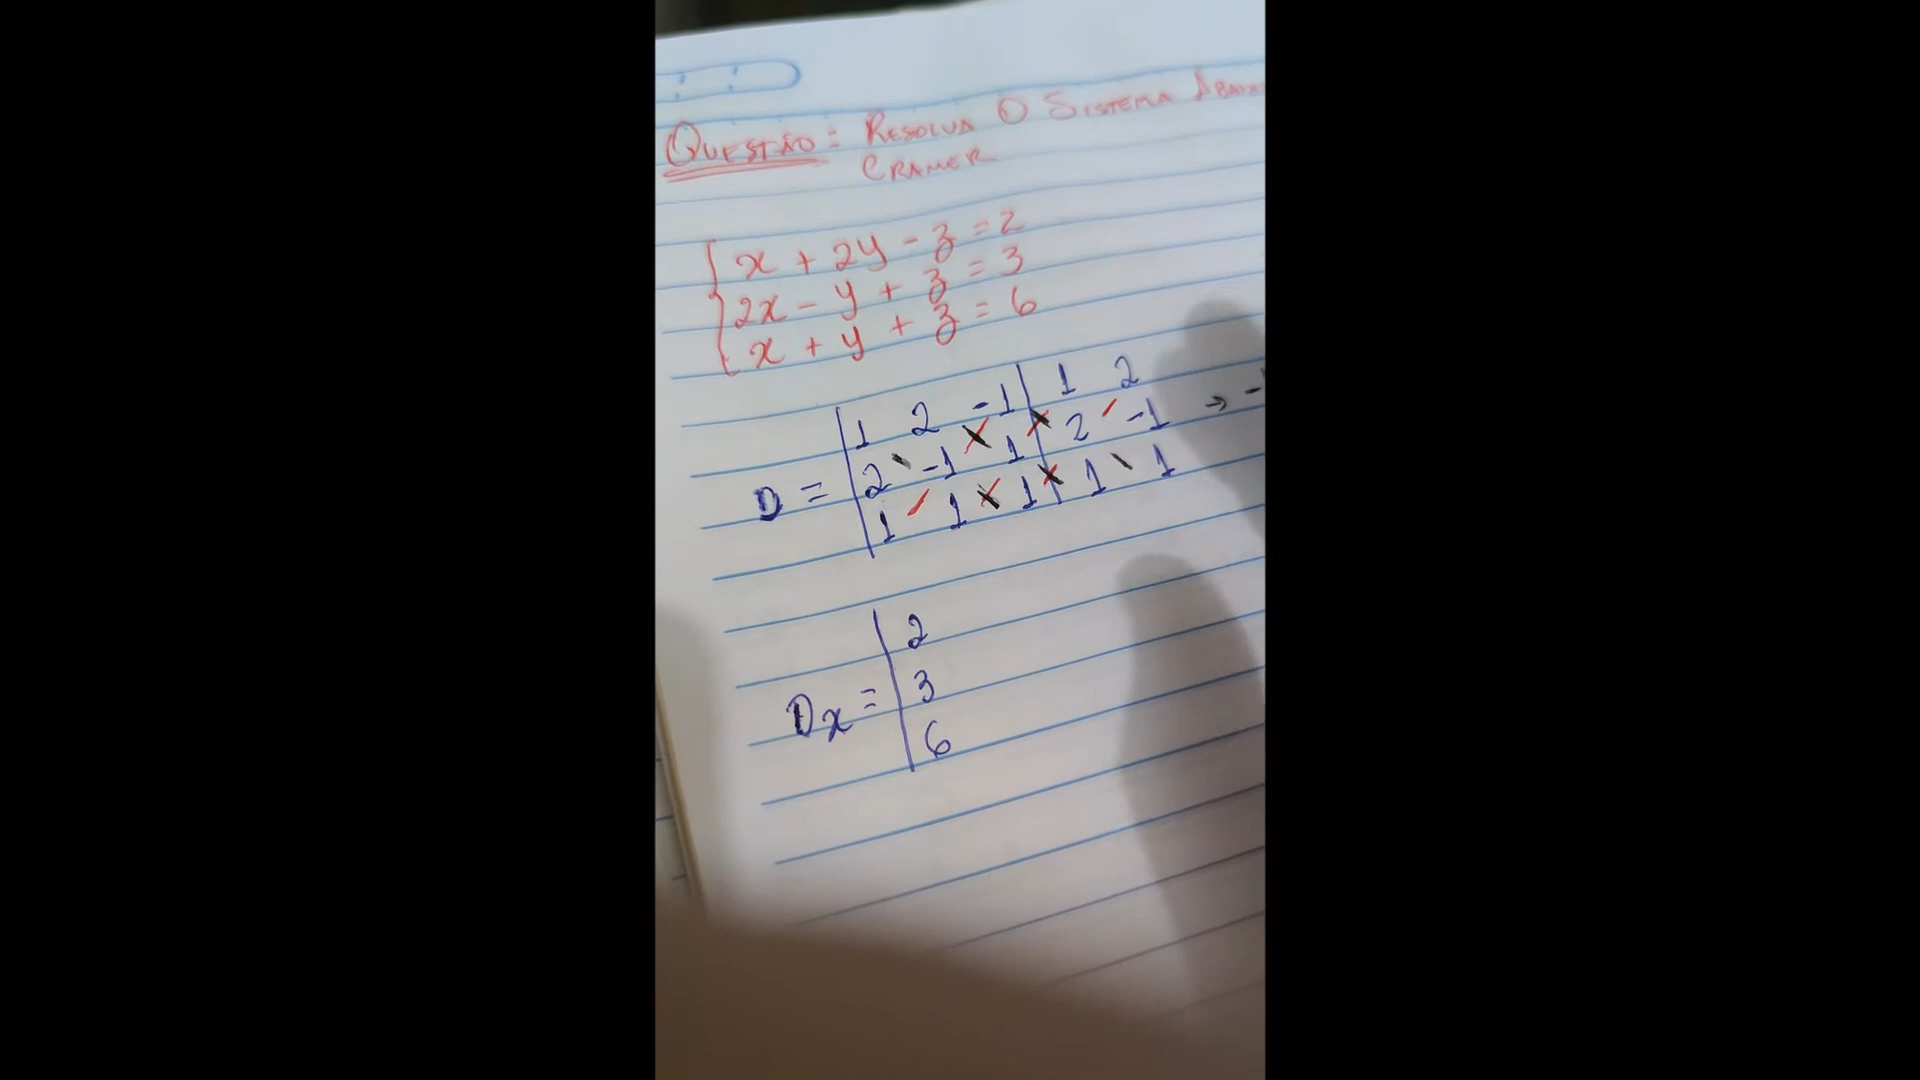 QUESTÃO: RESOLVA O SISTEMA
CRAMER
x + 2y - z = 2
2x - y + z = 3
x + y + z = 6
1 2 -1 | 1 2
D = | 2 -1 1 | 2 -1 →
1 1 1 | 1 1
2
Dx = | 3
6